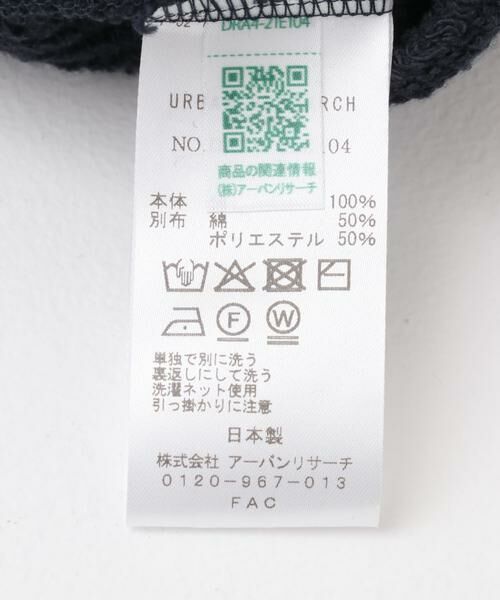 DRA4-21E104
URB RCH
NO. 04
商品の関連情報
(株)アーバンリサーチ
本体 100%
別布 綿 50%
ポリエステル 50%
F W
単独で別に洗う
裏返しにして洗う
洗濯ネット使用
引っ掛かりに注意
日本製
株式会社 アーバンリサーチ
0120-967-013
FAC